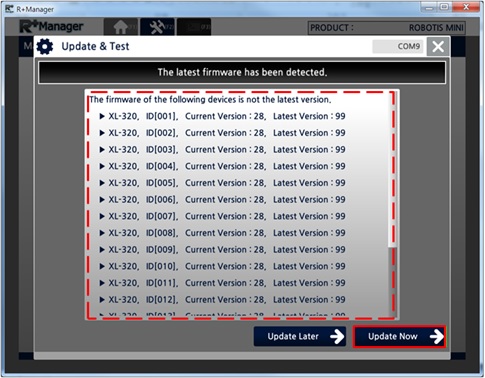 R+Manager
R+Manager
PRODUCT : ROBOTIS MINI
Update & Test
COM9
The latest firmware has been detected.
The firmware of the following devices is not the latest version.
▶ XL-320, ID[001], Current Version : 28, Latest Version : 99
▶ XL-320, ID[002], Current Version : 28, Latest Version : 99
▶ XL-320, ID[003], Current Version : 28, Latest Version : 99
▶ XL-320, ID[004], Current Version : 28, Latest Version : 99
▶ XL-320, ID[005], Current Version : 28, Latest Version : 99
▶ XL-320, ID[006], Current Version : 28, Latest Version : 99
▶ XL-320, ID[007], Current Version : 28, Latest Version : 99
▶ XL-320, ID[008], Current Version : 28, Latest Version : 99
▶ XL-320, ID[009], Current Version : 28, Latest Version : 99
▶ XL-320, ID[010], Current Version : 28, Latest Version : 99
▶ XL-320, ID[011], Current Version : 28, Latest Version : 99
▶ XL-320, ID[012], Current Version : 28, Latest Version : 99
Update Later
Update Now